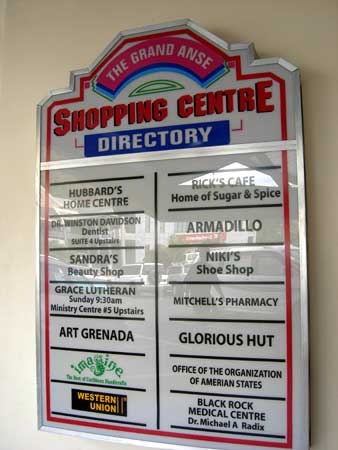 THE GRAND ANSE
SHOPPING CENTRE
DIRECTORY
HUBBARD'S
HOME CENTRE
DR. WINSTON DAVIDSON
Dentist
SUITE 4 Upstairs
SANDRA'S
Beauty Shop
GRACE LUTHERAN
Sunday 9:30am
Ministry Centre #5 Upstairs
ART GRENADA
imagine
The Best of Caribbean Handicrafts
WESTERN
UNION
RICK'S CAFE
Home of Sugar & Spice
ARMADILLO
NIKI'S
Shoe Shop
MITCHELL'S PHARMACY
GLORIOUS HUT
OFFICE OF THE ORGANIZATION
OF AMERIAN STATES
BLACK ROCK
MEDICAL CENTRE
Dr. Michael A Radix